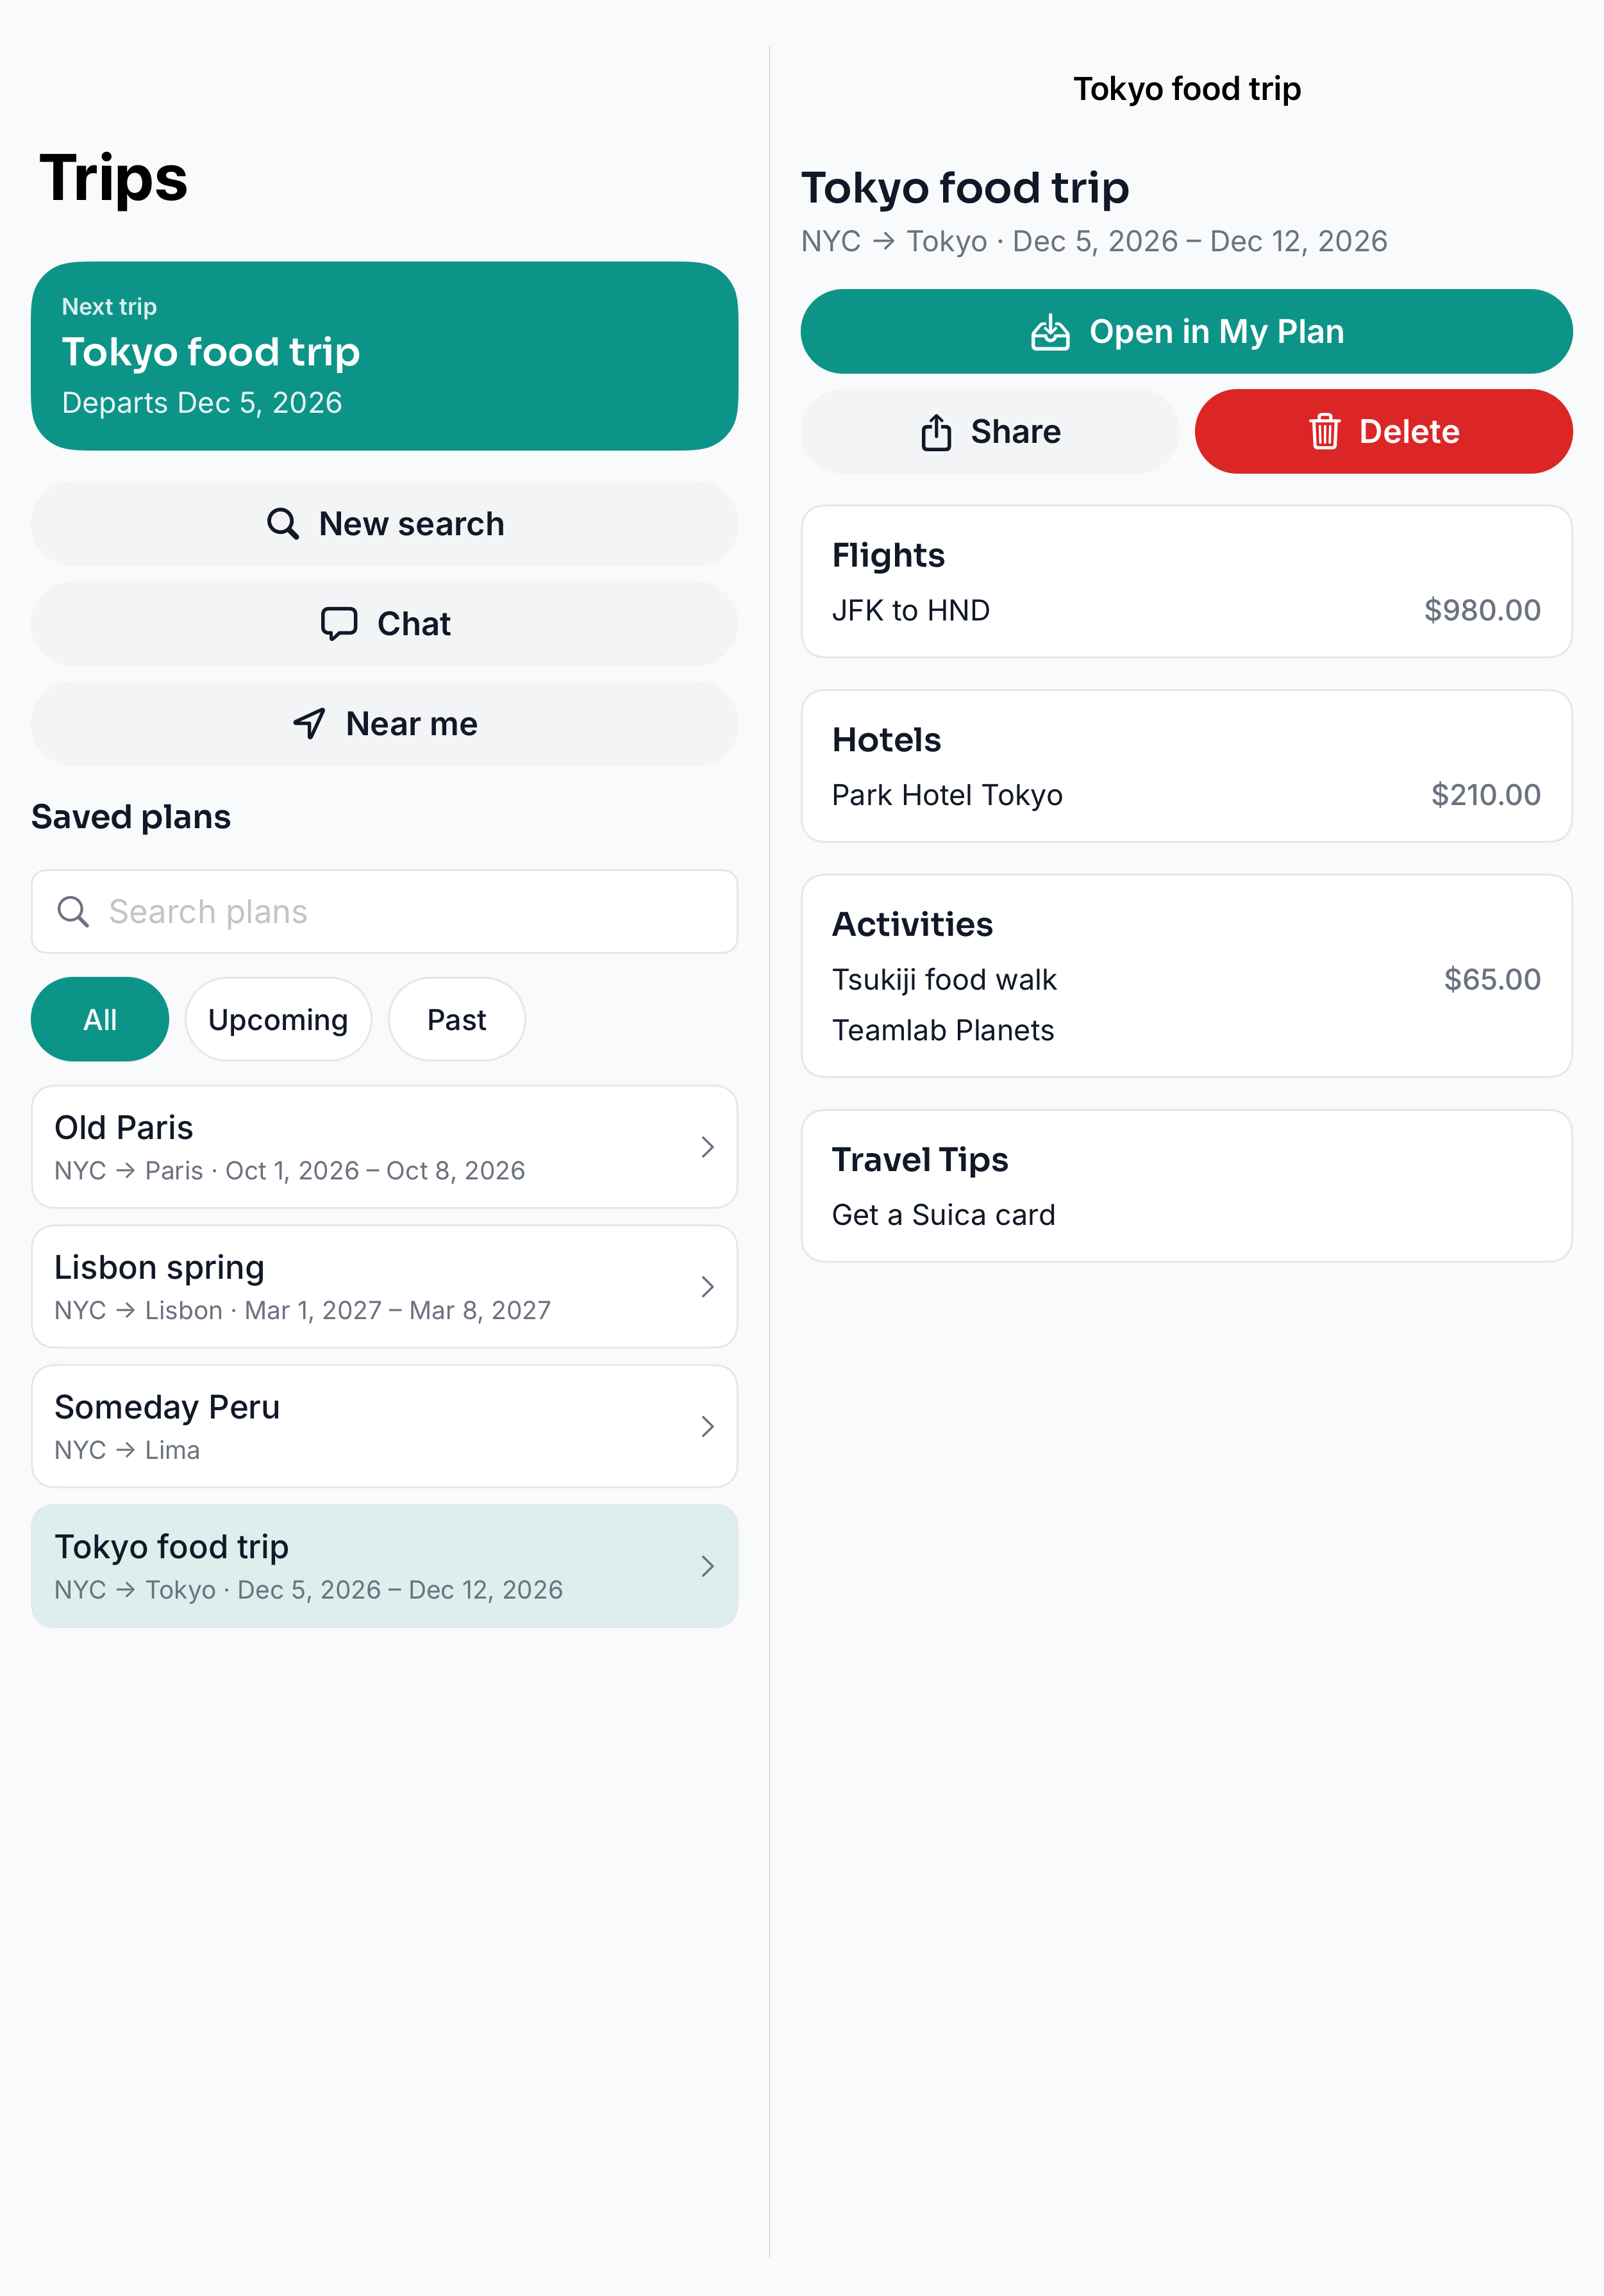 Trips
Next trip
Tokyo food trip
Departs Dec 5, 2026
New search
Chat
Near me
Saved plans
Search plans
All
Upcoming
Past
Old Paris
NYC → Paris · Oct 1, 2026 – Oct 8, 2026
Lisbon spring
NYC → Lisbon · Mar 1, 2027 – Mar 8, 2027
Someday Peru
NYC → Lima
Tokyo food trip
NYC → Tokyo · Dec 5, 2026 – Dec 12, 2026
Tokyo food trip
Tokyo food trip
NYC → Tokyo · Dec 5, 2026 – Dec 12, 2026
Open in My Plan
Share
Delete
Flights
JFK to HND $980.00
Hotels
Park Hotel Tokyo $210.00
Activities
Tsukiji food walk $65.00
Teamlab Planets
Travel Tips
Get a Suica card